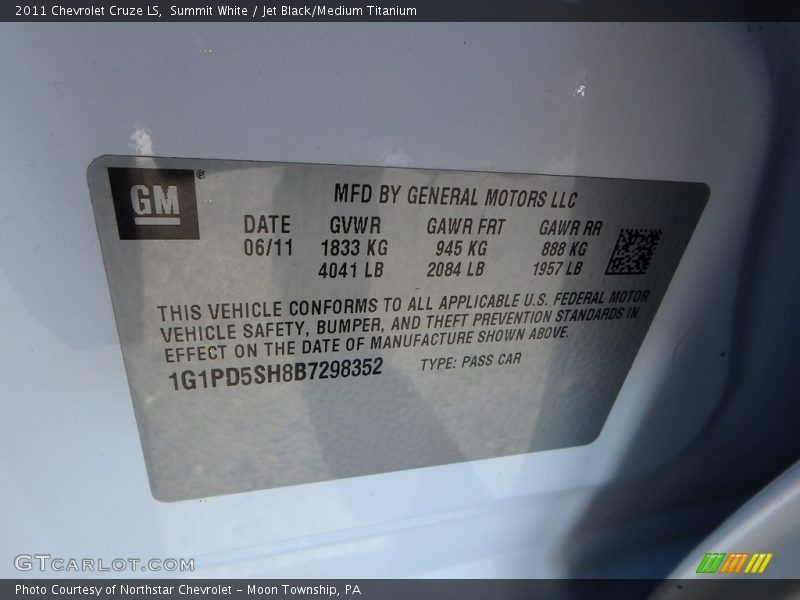 2011 Chevrolet Cruze LS,  Summit White / Jet Black/Medium Titanium
GM®
MFD BY GENERAL MOTORS LLC
DATE GVWR GAWR FRT GAWR RR
06/11 1833 KG 945 KG 888 KG
4041 LB 2084 LB 1957 LB
THIS VEHICLE CONFORMS TO ALL APPLICABLE U.S. FEDERAL MOTOR
VEHICLE SAFETY, BUMPER, AND THEFT PREVENTION STANDARDS IN
EFFECT ON THE DATE OF MANUFACTURE SHOWN ABOVE.
1G1PD5SH8B7298352 TYPE: PASS CAR
GTCARLOT.COM
Photo Courtesy of Northstar Chevrolet - Moon Township, PA